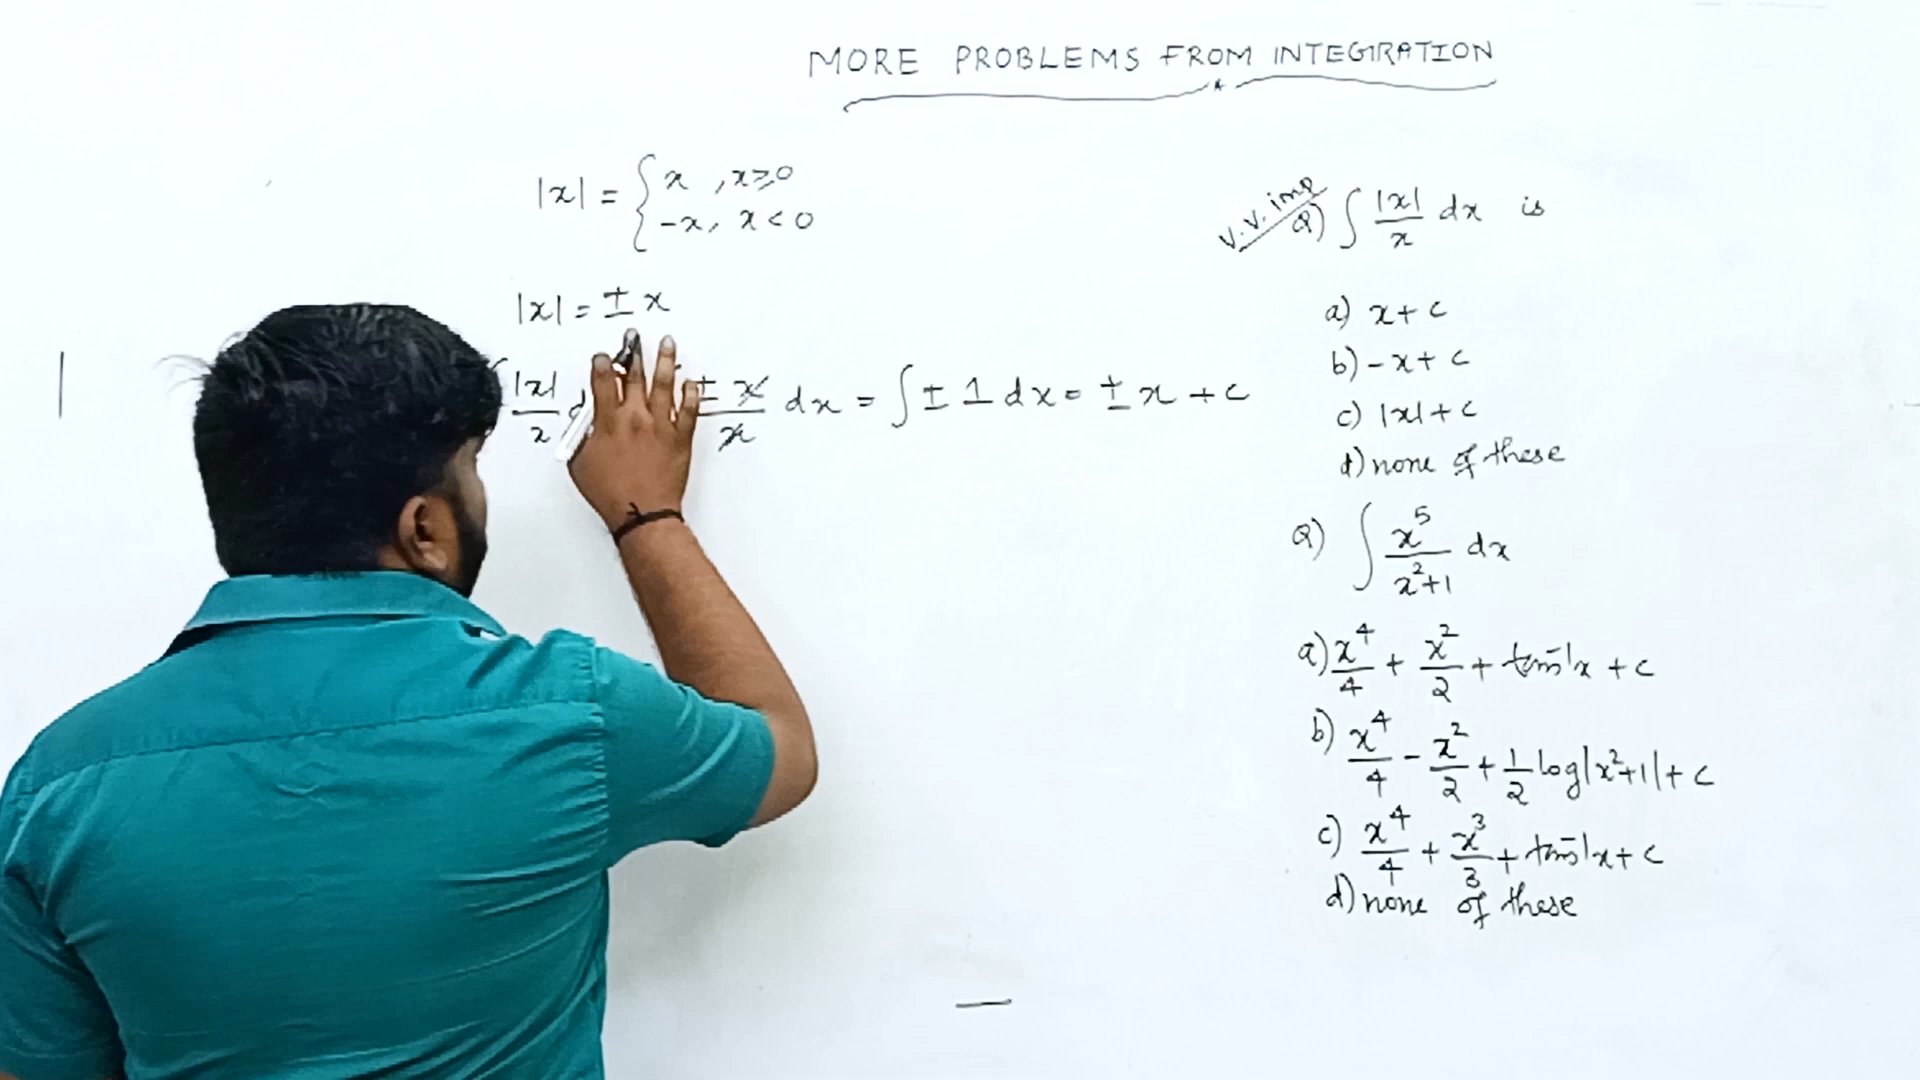 MORE PROBLEMS FROM INTEGRATION
|x| = { x , x≥0
-x, x < 0
|x| = ± x
|x|/x d ± x/x dx = ∫ ± 1 dx = ± x + c
V.V. imp
Q) ∫ |x|/x dx is
a) x + c
b) - x + c
c) |x| + c
d) none of these
Q) ∫ x⁵/x²+1 dx
a) x⁴/4 + x²/2 + tan⁻¹x + c
b) x⁴/4 - x²/2 + 1/2 log|x²+1| + c
c) x⁴/4 + x³/3 + tan⁻¹x + c
d) none of these